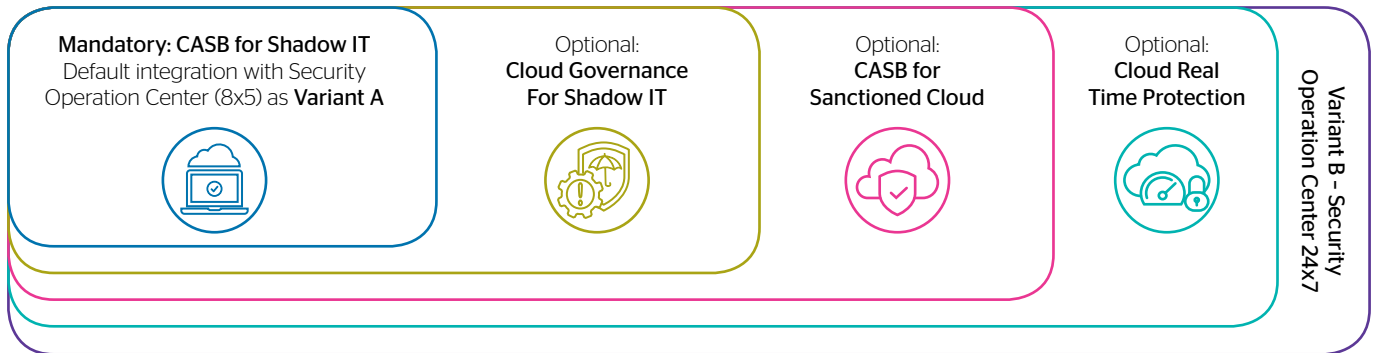 Mandatory: CASB for Shadow IT
Default integration with Security
Operation Center (8x5) as Variant A
Optional:
Cloud Governance
For Shadow IT
Optional:
CASB for
Sanctioned Cloud
Optional:
Cloud Real
Time Protection
Variant B – Security
Operation Center 24x7